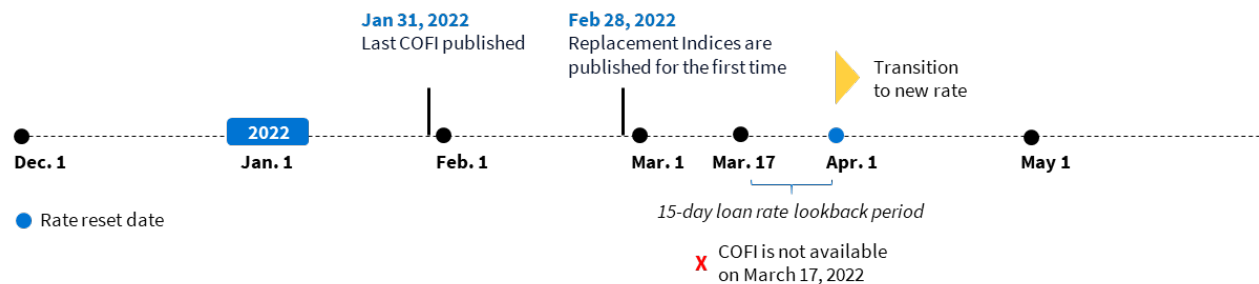 Jan 31, 2022
Last COFI published
Feb 28, 2022
Replacement Indices are
published for the first time
Transition
to new rate
2022
Dec. 1
Jan. 1
Feb. 1
Mar. 1
Mar. 17
Apr. 1
May 1
15-day loan rate lookback period
Rate reset date
X COFI is not available
on March 17, 2022